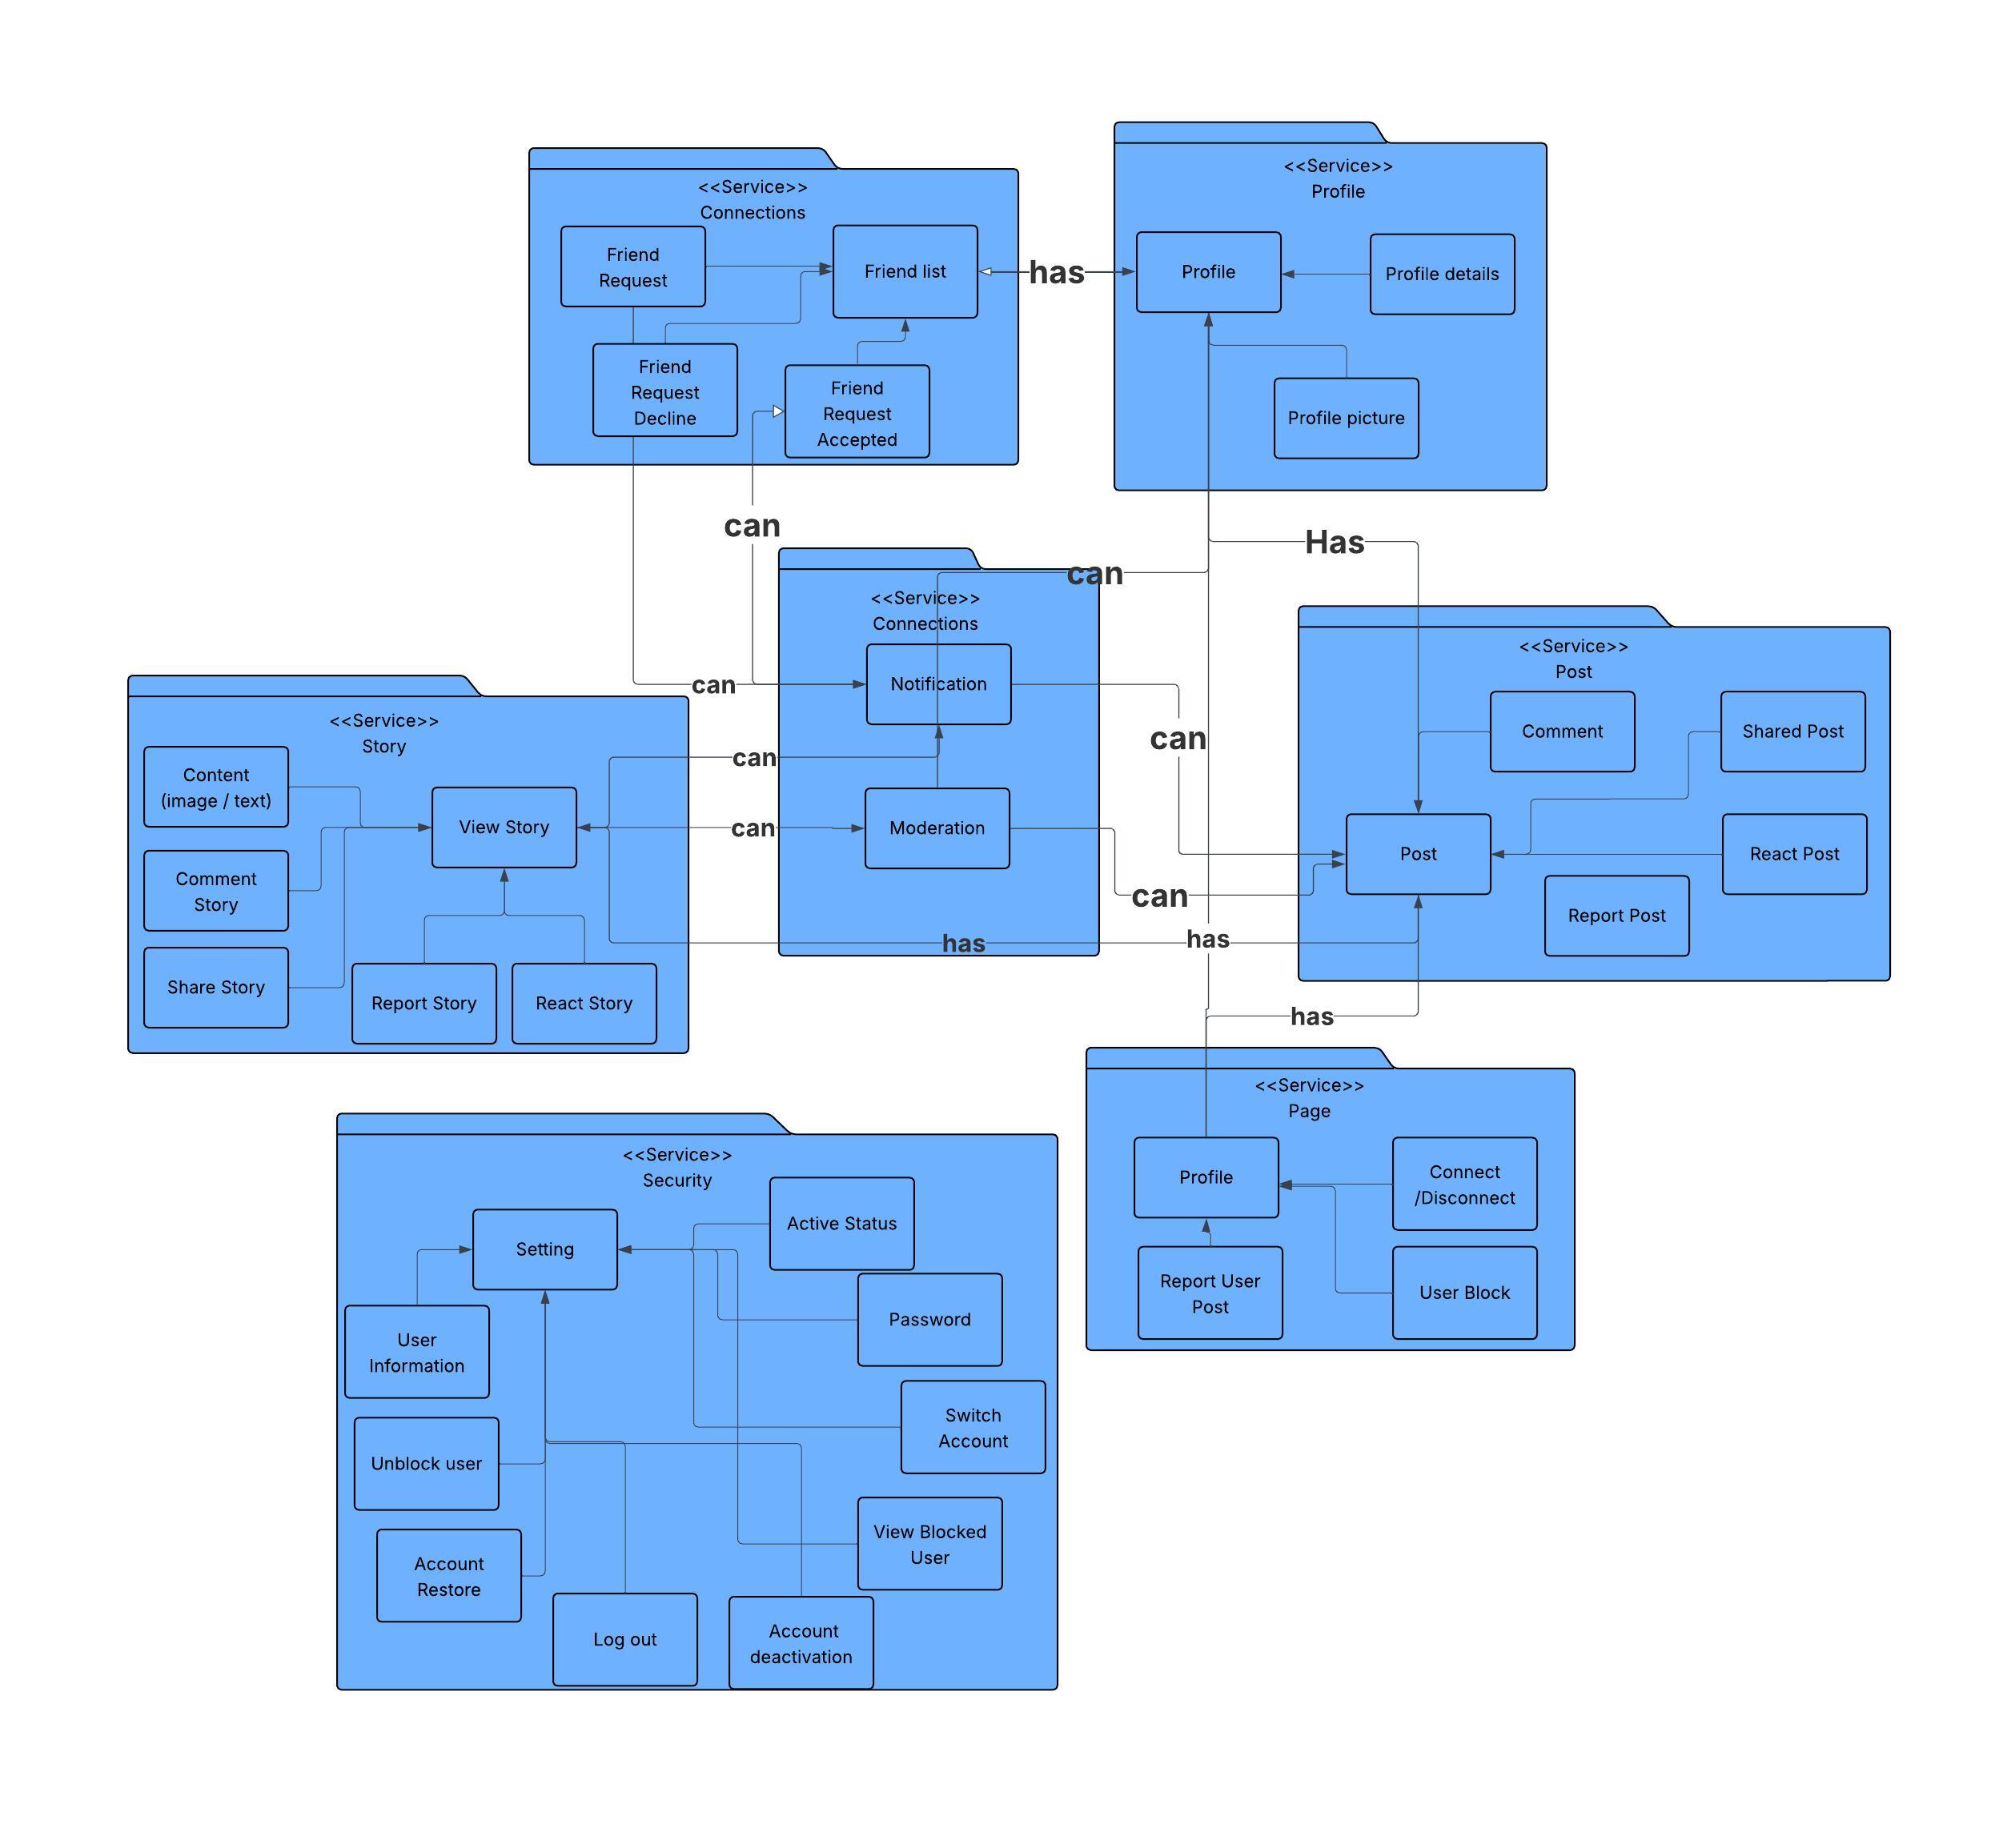 <<Service>>
Connections
Friend
Request
Friend list
Friend
Request
Decline
Friend
Request
Accepted
has
<<Service>>
Profile
Profile
Profile details
Profile picture
can
Has
can
<<Service>>
Connections
Notification
Moderation
can
can
can
can
can
has
has
has
<<Service>>
Story
Content
(image / text)
View Story
Comment
Story
Share Story
Report Story
React Story
<<Service>>
Post
Comment
Shared Post
Post
React Post
Report Post
<<Service>>
Page
Profile
Connect
/Disconnect
Report User
Post
User Block
<<Service>>
Security
Setting
Active Status
Password
User
Information
Switch
Account
Unblock user
View Blocked
User
Account
Restore
Log out
Account
deactivation